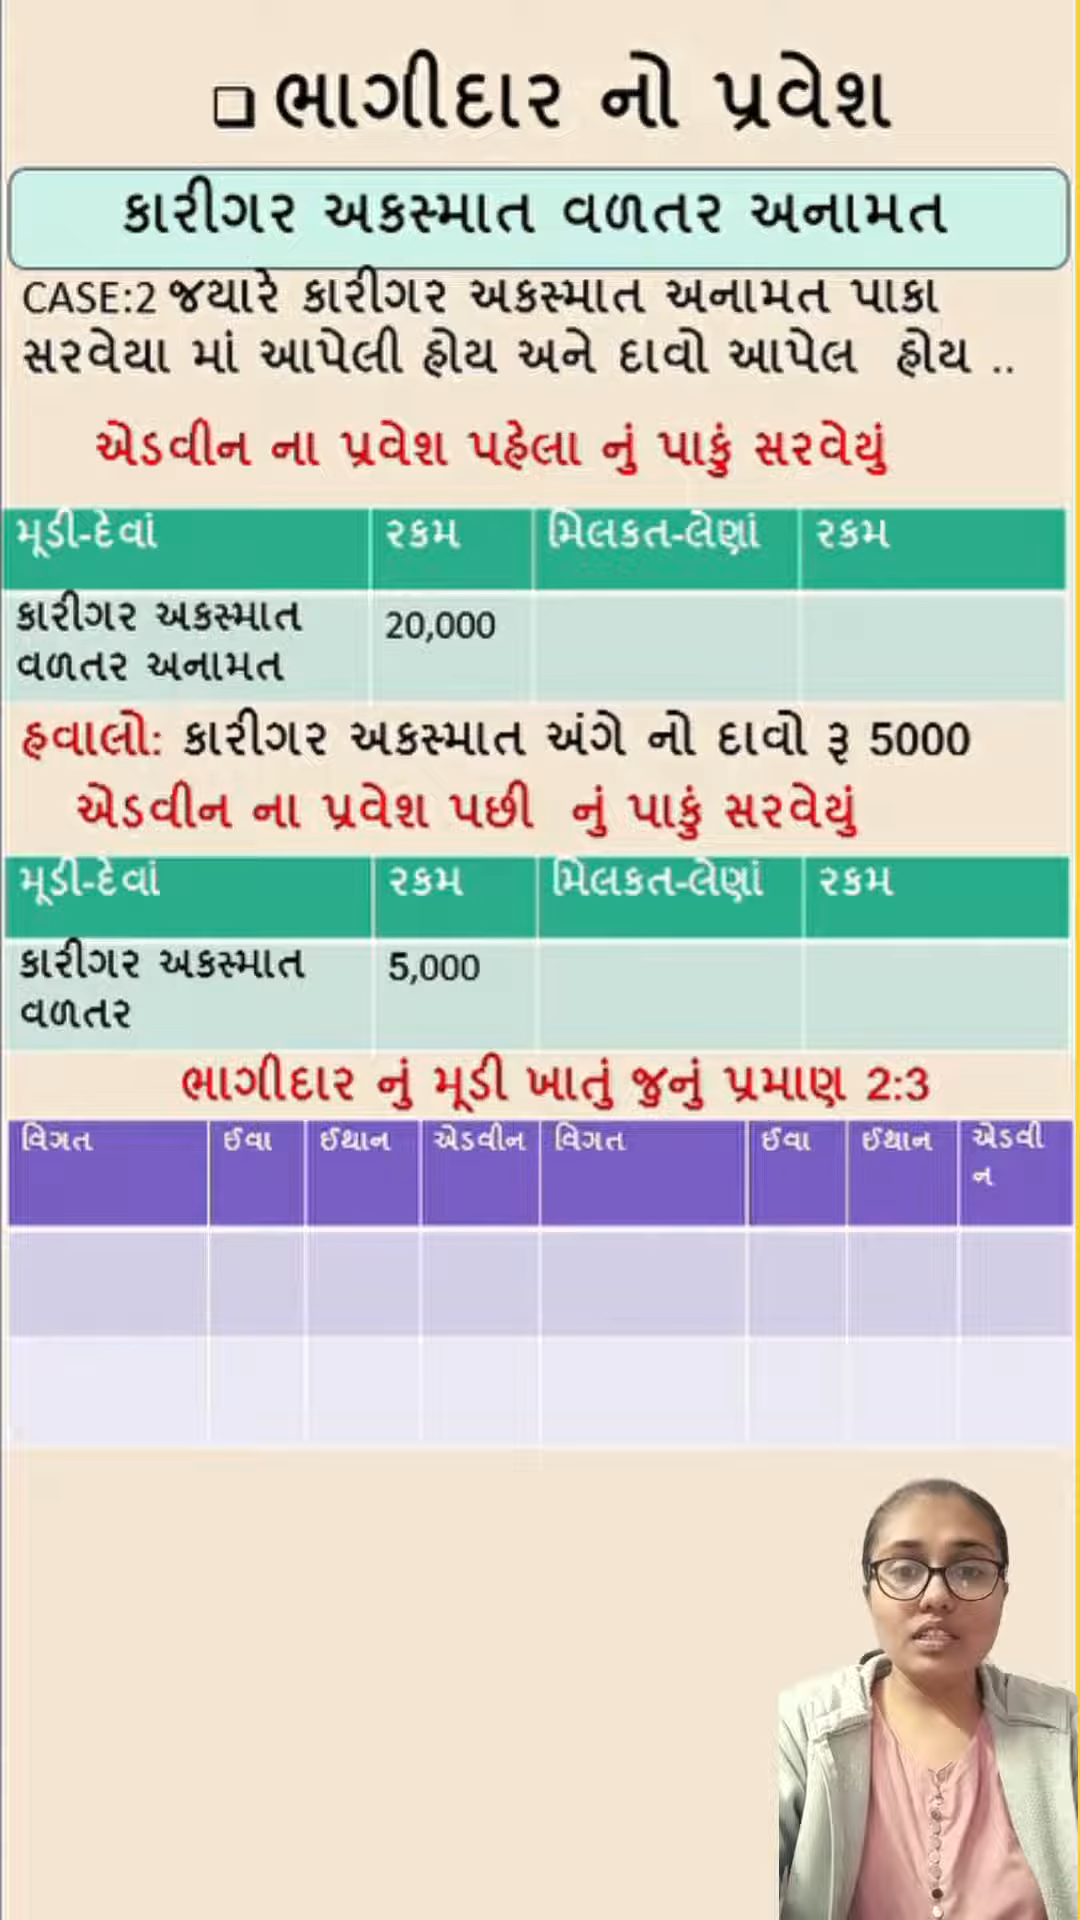 ❑ ભાગીદાર નો પ્રવેશ
કારીગર અકસ્માત વળતર અનામત
CASE:2 જયારે કારીગર અકસ્માત અનામત પાકા
સરવેયા માં આપેલી હોય અને દાવો આપેલ હોય ..
એડવીન ના પ્રવેશ પહેલા નું પાકું સરવેયું
મૂડી-દેવાં રકમ મિલકત-લેણાં રકમ
કારીગર અકસ્માત 20,000
વળતર અનામત
હવાલો: કારીગર અકસ્માત અંગે નો દાવો રૂ 5000
એડવીન ના પ્રવેશ પછી નું પાકું સરવેયું
મૂડી-દેવાં રકમ મિલકત-લેણાં રકમ
કારીગર અકસ્માત 5,000
વળતર
ભાગીદાર નું મૂડી ખાતું જુનું પ્રમાણ 2:3
વિગત ઈવા ઈથાન એડવીન વિગત ઈવા ઈથાન એડવી
ન